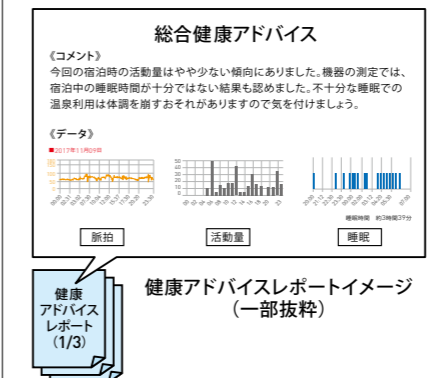 総合健康アドバイス
《コメント》
今回の宿泊時の活動量はやや少ない傾向にありました。機器の測定では、
宿泊中の睡眠時間が十分ではない結果も認めました。不十分な睡眠での
温泉利用は体調を崩すおそれがありますので気を付けましょう。
《データ》
■2017年11月09日
50
40
30
20
10
0
睡眠時間 約3時間39分
脈拍
活動量
睡眠
健康
アドバイス
レポート
(1/3)
健康アドバイスレポートイメージ
(一部抜粋)